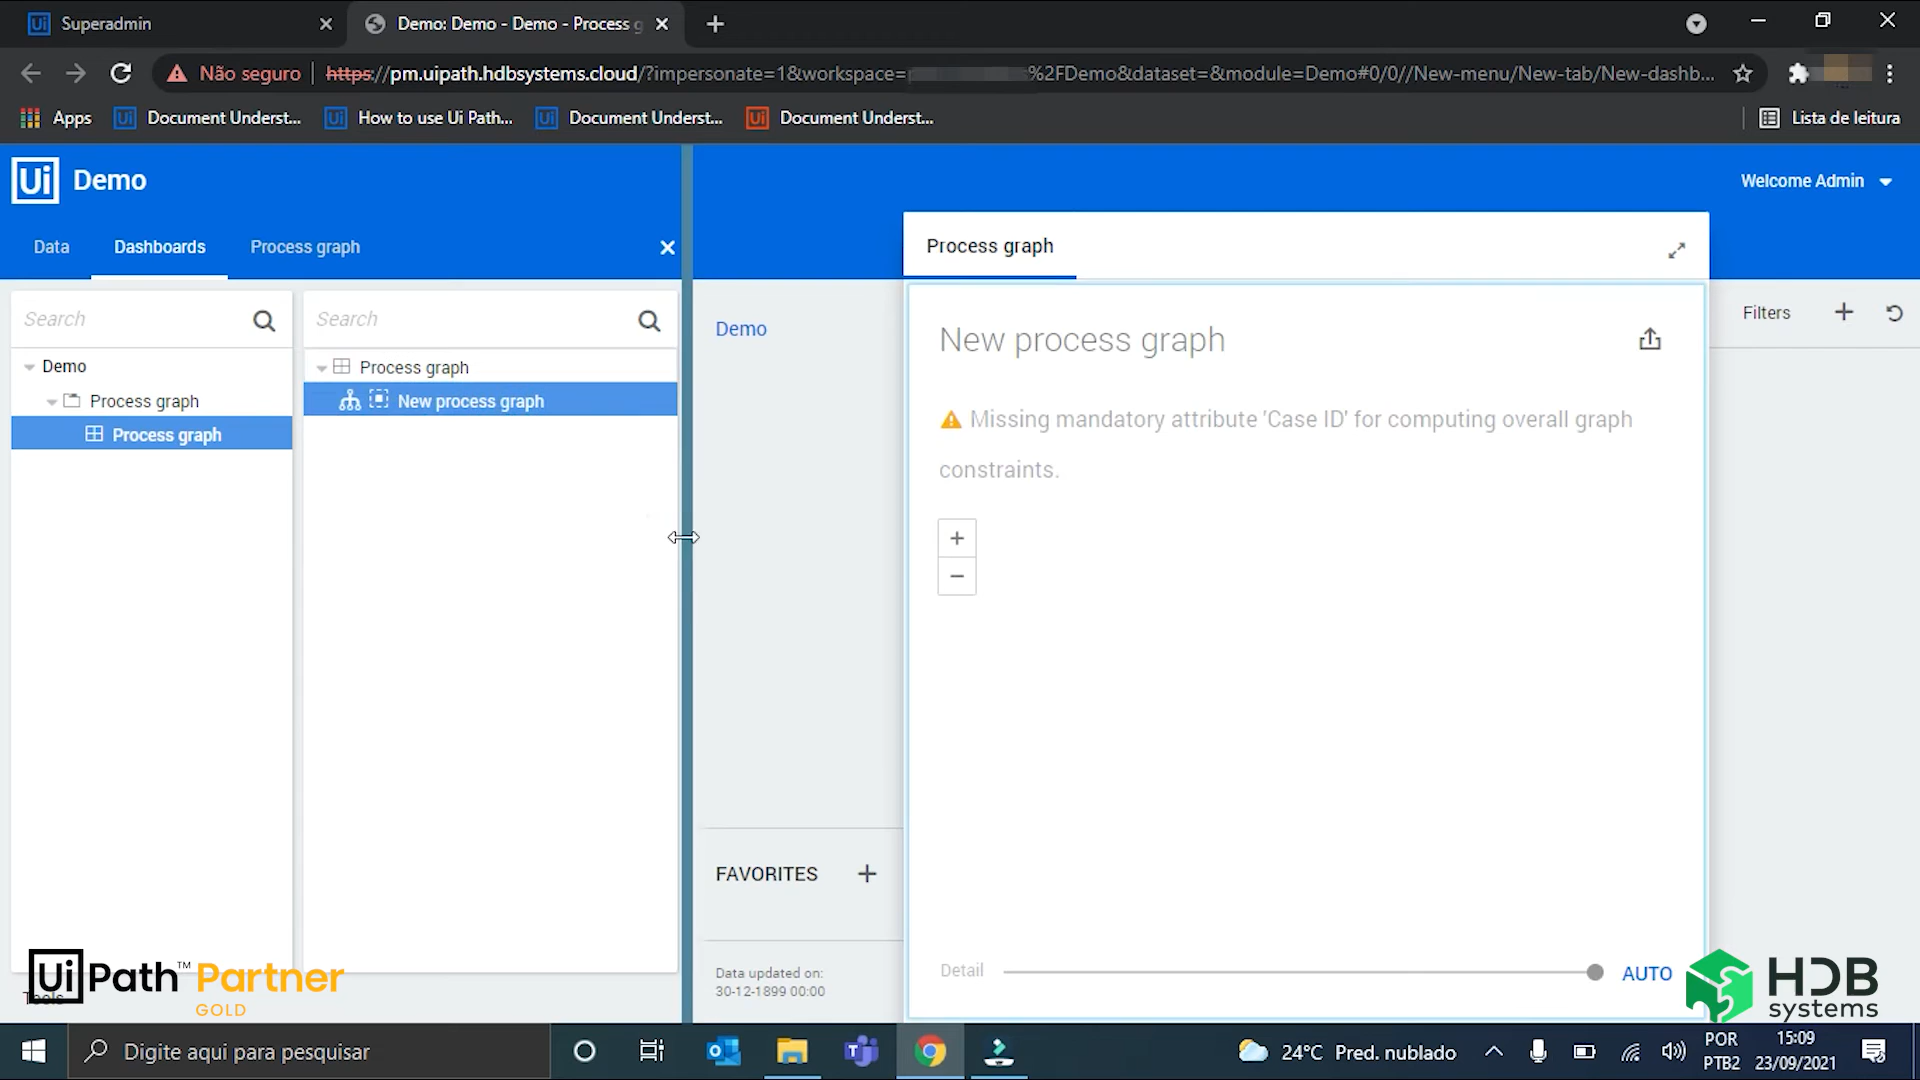 Superadmin
Demo: Demo - Demo - Process g
Não seguro
https://pm.uipath.hdbsystems.cloud/?impersonate=1&workspace=p
%2FDemo&dataset=&module=Demo#0/0//New-menu/New-tab/New-dashb...
Apps
Document Underst...
How to use Ui Path...
Document Underst...
Document Underst...
Lista de leitura
Ui Demo
Welcome Admin
Data
Dashboards
Process graph
Process graph
Search
Search
Demo
Process graph
Process graph
Process graph
New process graph
Demo
New process graph
Missing mandatory attribute 'Case ID' for computing overall graph
constraints.
+
−
Filters
FAVORITES
Data updated on:
30-12-1899 00:00
Detail
AUTO
Tools
UiPath™ Partner
GOLD
HDB
systems
Digite aqui para pesquisar
24°C Pred. nublado
POR
PTB2
15:09
23/09/2021